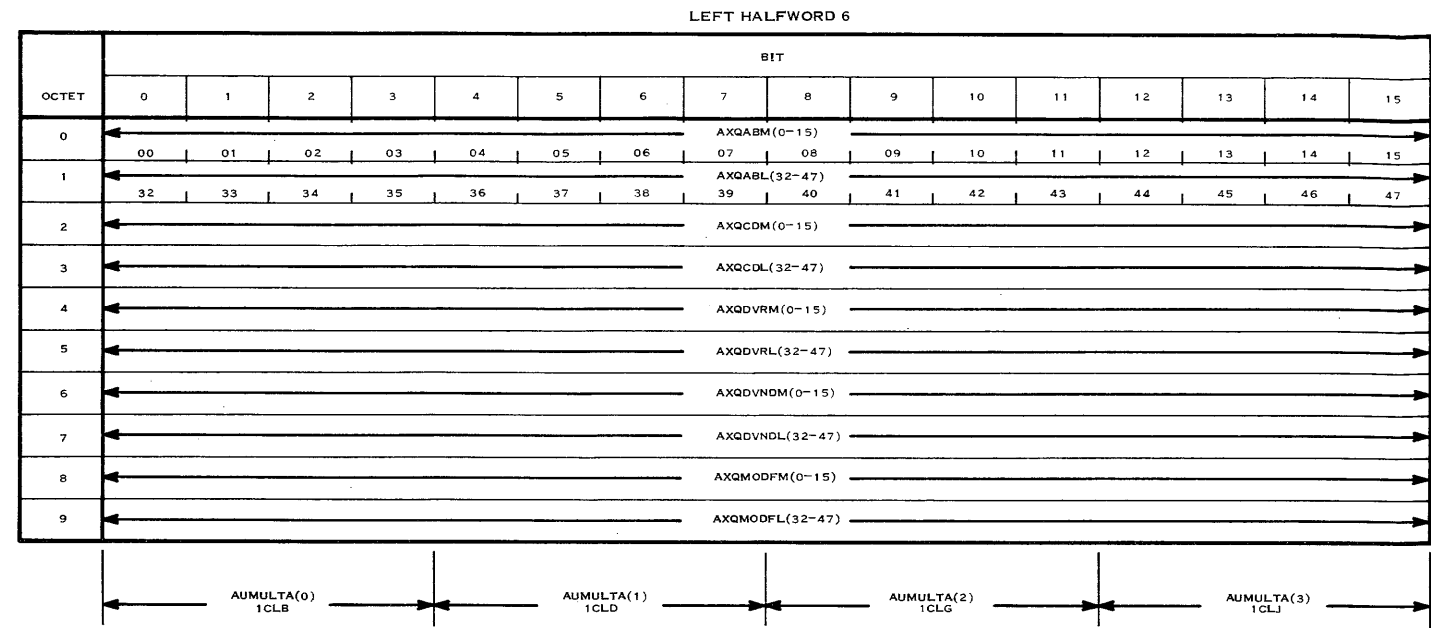 LEFT HALFWORD 6
BIT
OCTET 0 1 2 3 4 5 6 7 8 9 10 11 12 13 14 15
0 AXQABM(0-15)
00 01 02 03 04 05 06 07 08 09 10 11 12 13 14 15
1 AXQABL(32-47)
32 33 34 35 36 37 38 39 40 41 42 43 44 45 46 47
2 AXQCDM(0-15)
3 AXQCDL(32-47)
4 AXQDVRM(0-15)
5 AXQDVRL(32-47)
6 AXQDVNDM(0-15)
7 AXQDVNDL(32-47)
8 AXQMODFM(0-15)
9 AXQMODFL(32-47)
AUMULTA(0) AUMULTA(1) AUMULTA(2) AUMULTA(3)
1CLB 1CLD 1CLG 1CLJ